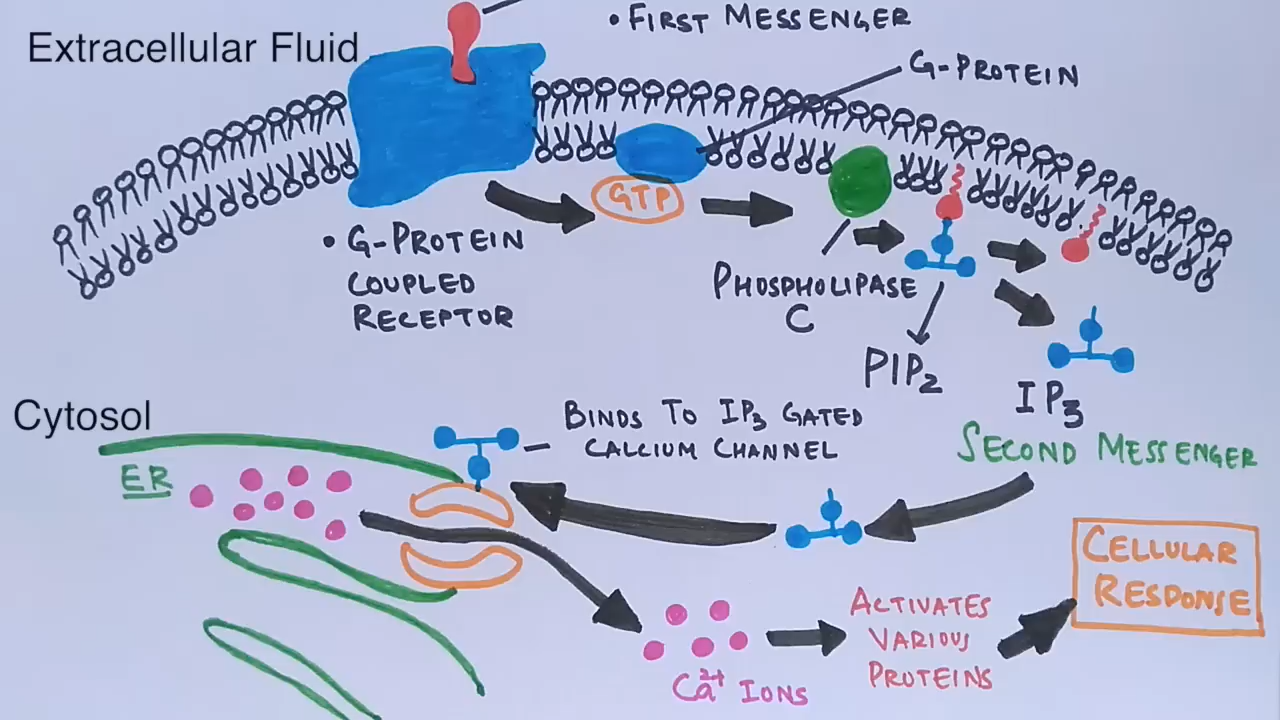 • FIRST MESSENGER
Extracellular Fluid
G-PROTEIN
GTP
• G-PROTEIN
COUPLED
RECEPTOR
PHOSPHOLIPASE
C
PIP₂
IP₃
SECOND MESSENGER
Cytosol
ER
BINDS TO IP₃ GATED
CALCIUM CHANNEL
CELLULAR
RESPONSE
ACTIVATES
VARIOUS
PROTEINS
Ca²⁺ IONS